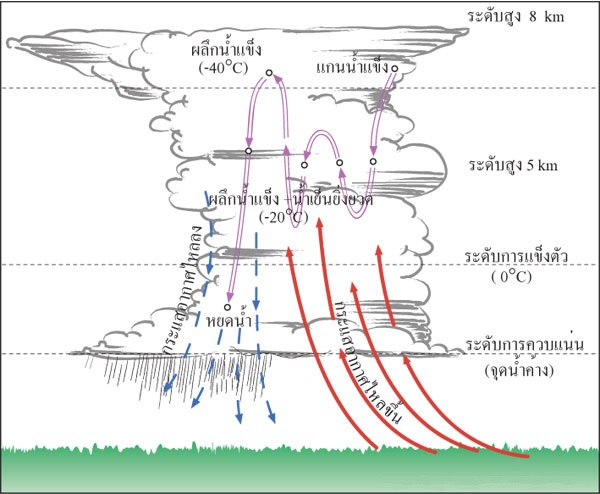 ระดับสูง 8 km
ผลึกน้ำแข็ง
(-40°C)
แกนน้ำแข็ง
ระดับสูง 5 km
ผลึกน้ำแข็ง -น้ำเย็นยิ่งยวด
(-20°C)
กระแสอากาศไหลลง
ระดับการแข็งตัว
( 0°C)
หยดน้ำ
กระแสอากาศไหลขึ้น
ระดับการควบแน่น
(จุดน้ำค้าง)